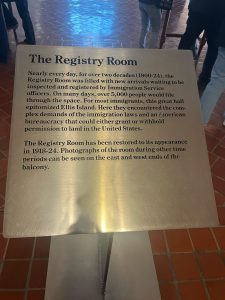 The Registry Room
Nearly every day, for over two decades (1900-24), the
Registry Room was filled with new arrivals waiting to be
inspected and registered by Immigration Service
officers. On many days, over 5,000 people would file
through the space. For most immigrants, this great hall
epitomized Ellis Island. Here they encountered the com-
plex demands of the immigration laws and an American
bureaucracy that could either grant or withhold
permission to land in the United States.
The Registry Room has been restored to its appearance
in 1918-24. Photographs of the room during other time
periods can be seen on the east and west ends of the
balcony.